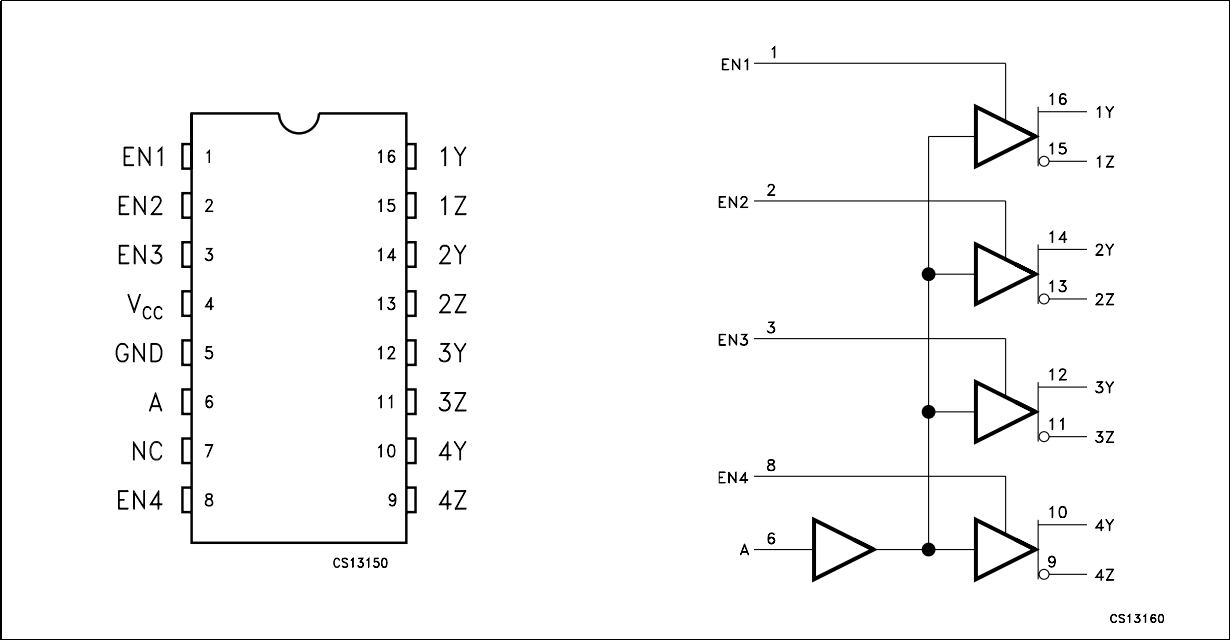 EN1 1 16 1Y
EN2 2 15 1Z
EN3 3 14 2Y
VCC 4 13 2Z
GND 5 12 3Y
A 6 11 3Z
NC 7 10 4Y
EN4 8 9 4Z
CS13150
EN1 1
16 1Y
15 1Z
EN2 2
14 2Y
13 2Z
EN3 3
12 3Y
11 3Z
EN4 8
10 4Y
A 6
9 4Z
CS13160